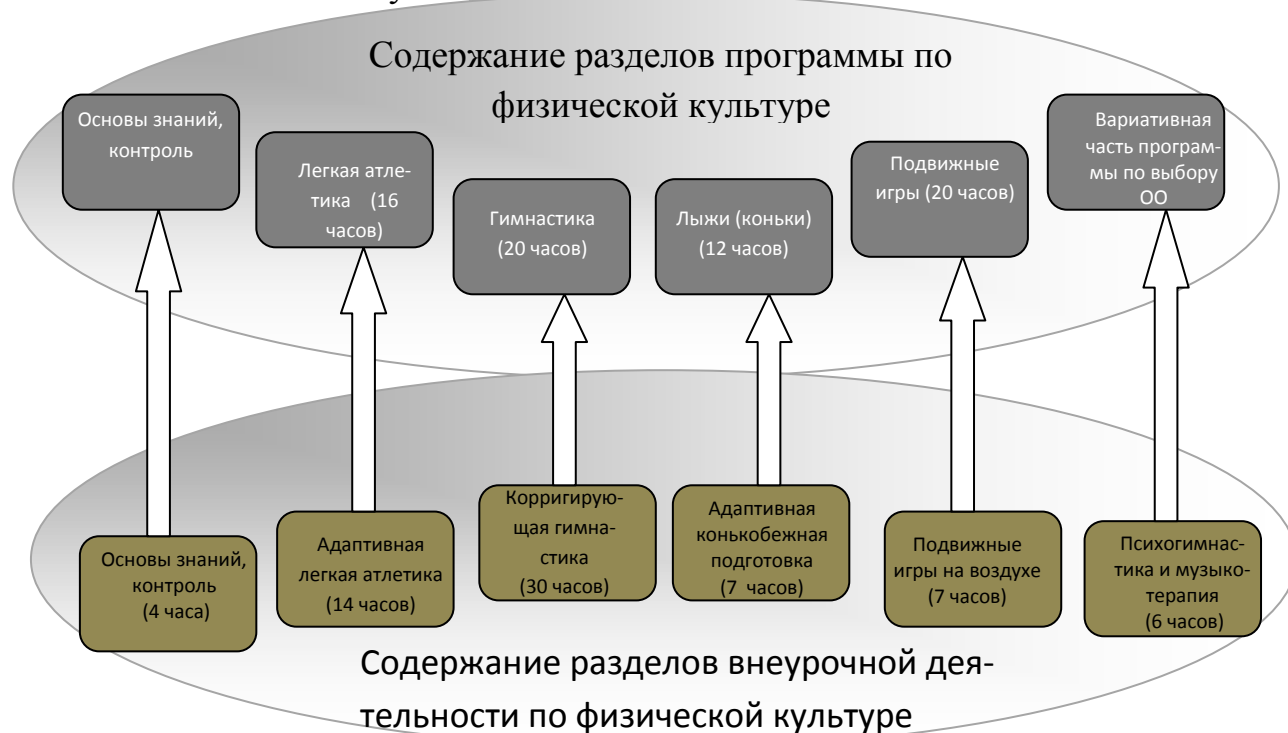 у
Содержание разделов программы по
физической культуре
Основы знаний,
контроль
Легкая атле-
тика (16
часов)
Гимнастика
(20 часов)
Лыжи (коньки)
(12 часов)
Подвижные
игры (20 часов)
Вариативная
часть програм-
мы по выбору
ОО
Основы знаний,
контроль
(4 часа)
Адаптивная
легкая атлетика
(14 часов)
Корригирую-
щая гимна-
стика
(30 часов)
Адаптивная
конькобежная
подготовка
(7 часов)
Подвижные
игры на воздухе
(7 часов)
Психогимнас-
тика и музыко-
терапия
(6 часов)
Содержание разделов внеурочной дея-
тельности по физической культуре